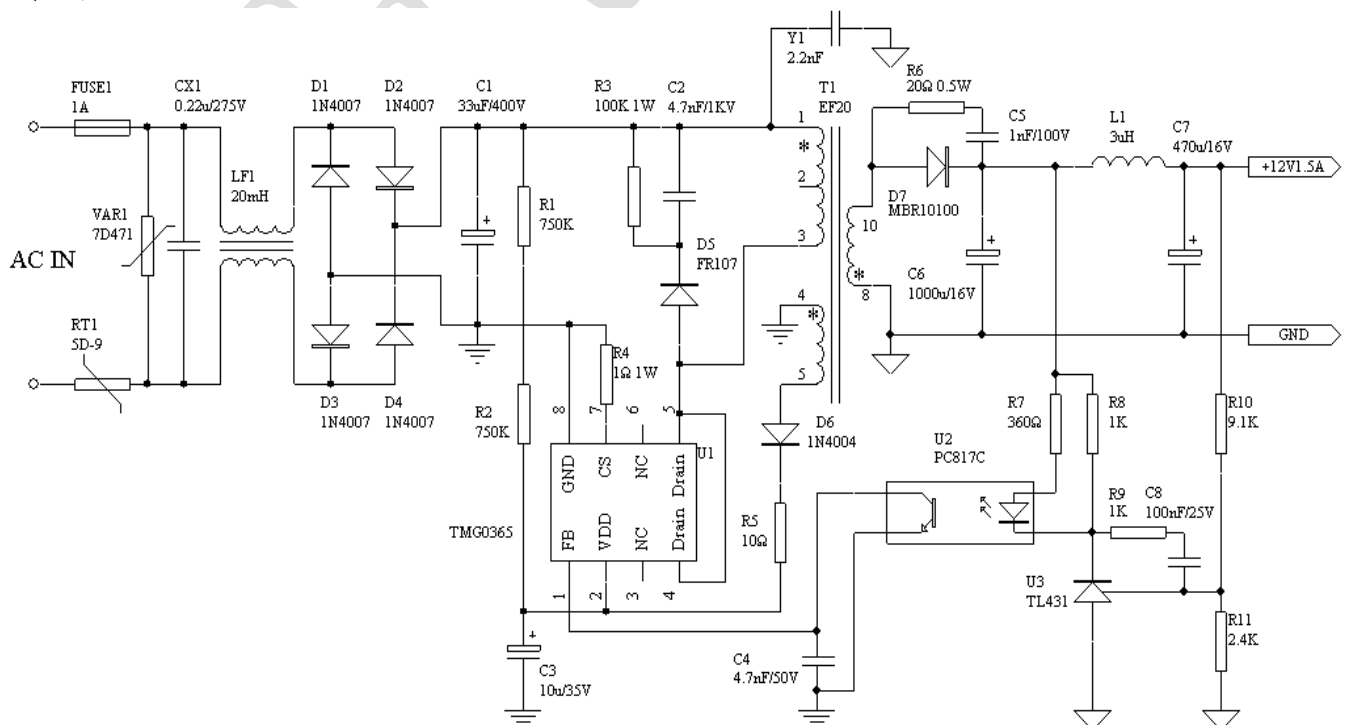 Y1
2.2nF
FUSE1
1A
CX1
0.22u/275V
D1
1N4007
D2
1N4007
C1
33uF/400V
R3
100K 1W
C2
4.7nF/1KV
T1
EF20
R6
20Ω 0.5W
C5
1nF/100V
L1
3uH
C7
470u/16V
+12V1.5A
1
*
2
3
LF1
20mH
VAR1
7D471
AC IN
R1
750K
+
D5
FR107
D7
MBR10100
10
*
8
+
C6
1000u/16V
+
4
*
5
GND
RT1
5D-9
R4
1Ω 1W
D3
1N4007
D4
1N4007
R2
750K
8
7
6
5
U1
GND
CS
NC
Drain
FB
VDD
NC
Drain
TMG0365
1
2
3
4
D6
1N4004
R5
10Ω
U2
PC817C
R7
360Ω
R8
1K
R10
9.1K
R9
1K
C8
100nF/25V
U3
TL431
R11
2.4K
+
C3
10u/35V
C4
4.7nF/50V